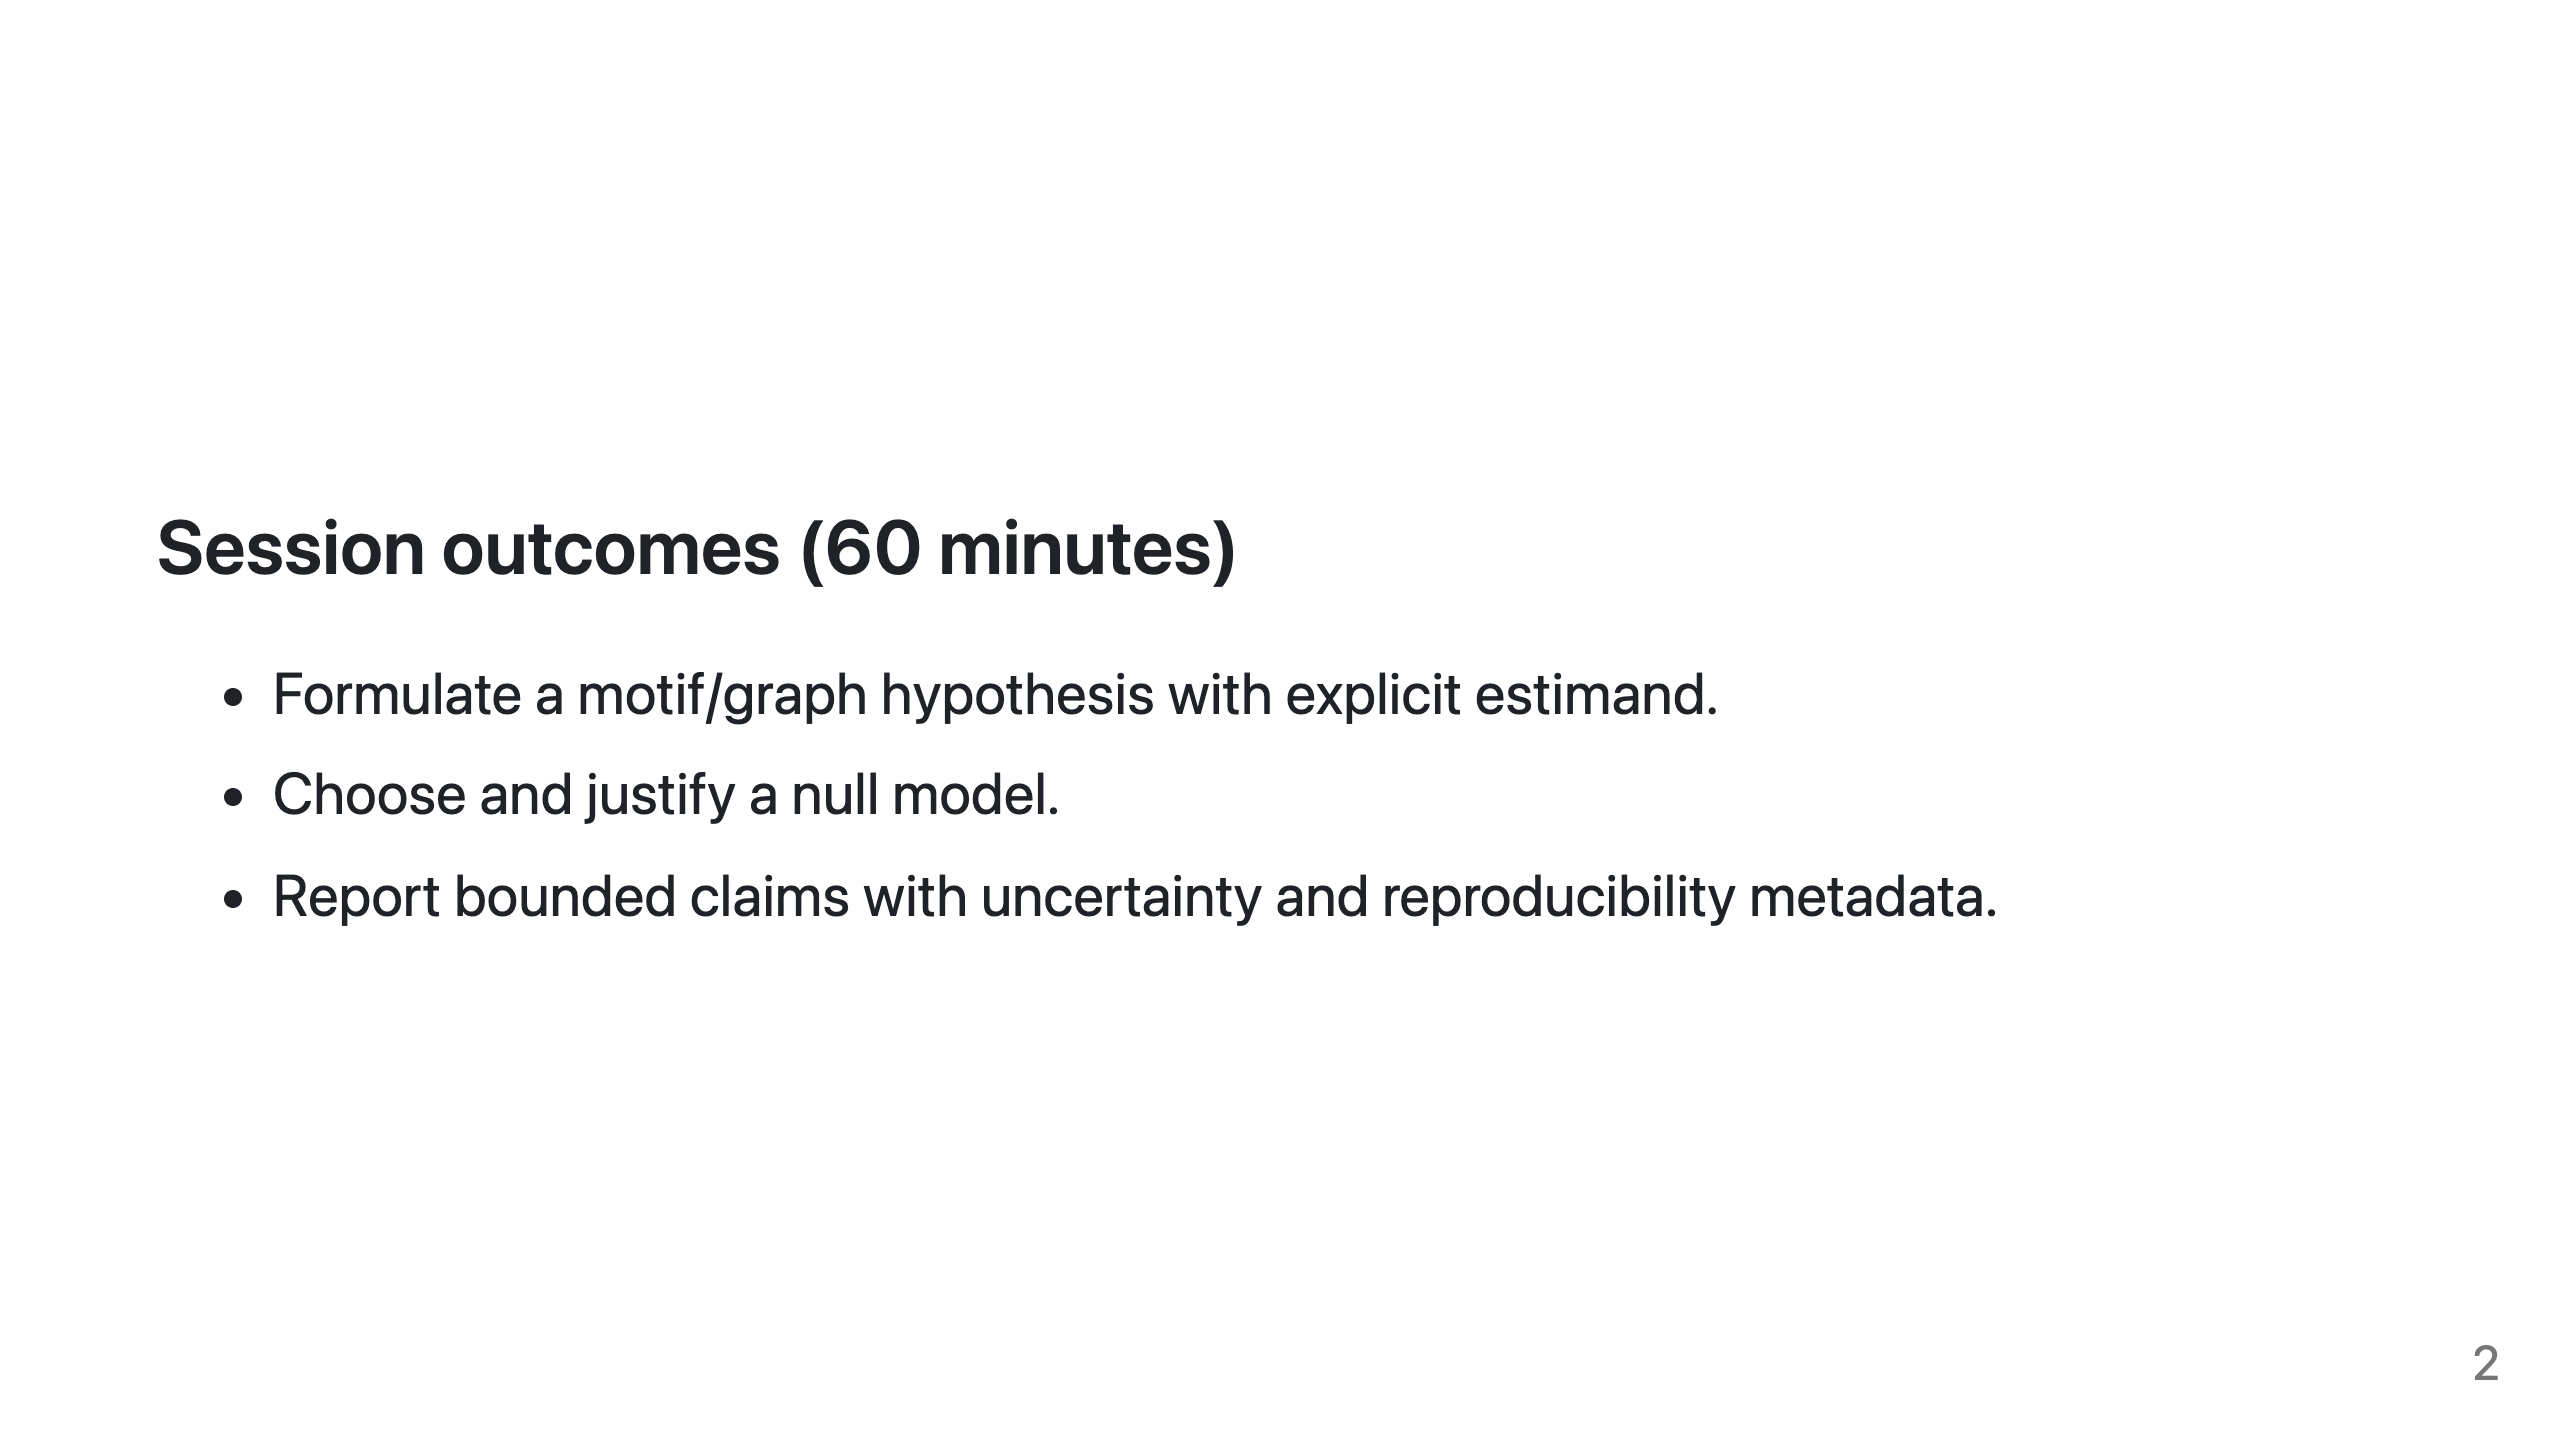 Session outcomes (60 minutes)
• Formulate a motif/graph hypothesis with explicit estimand.
• Choose and justify a null model.
• Report bounded claims with uncertainty and reproducibility metadata.
2